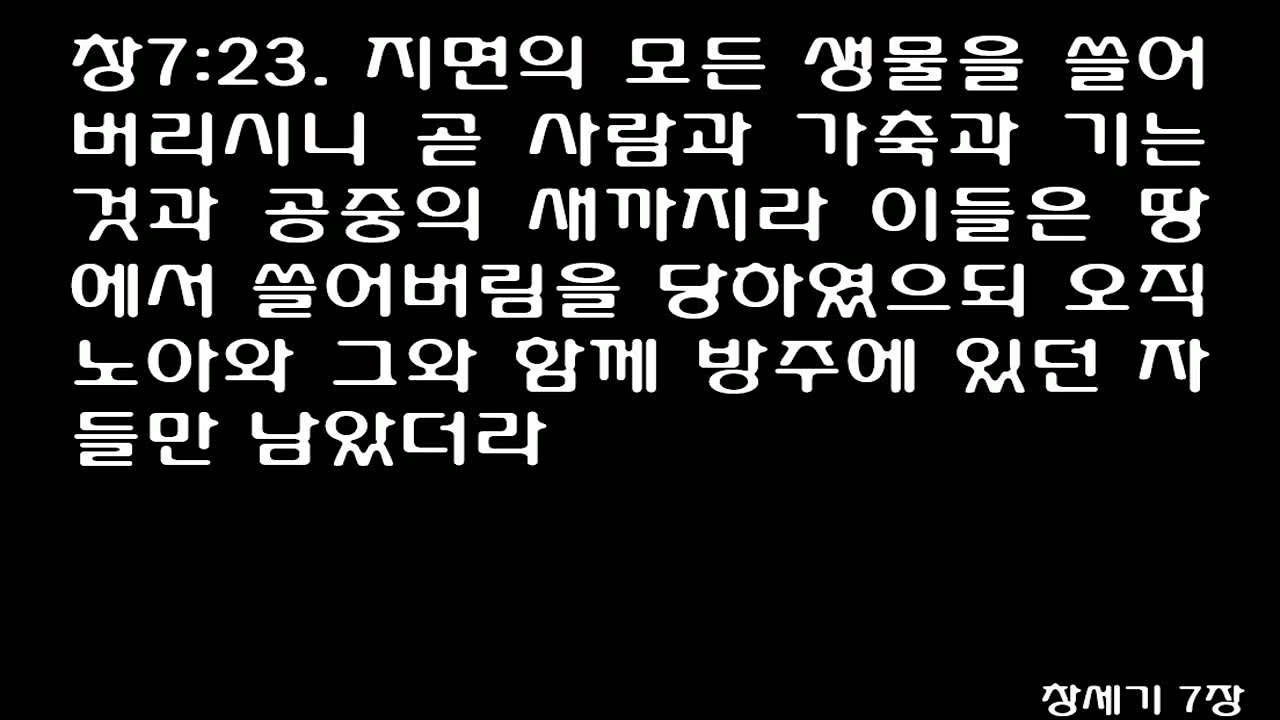 창7:23. 지면의 모든 생물을 쓸어
버리시니 곧 사람과 가축과 기는
것과 공중의 새까지라 이들은 땅
에서 쓸어버림을 당하였으되 오직
노아와 그와 함께 방주에 있던 자
들만 남았더라
창세기 7장